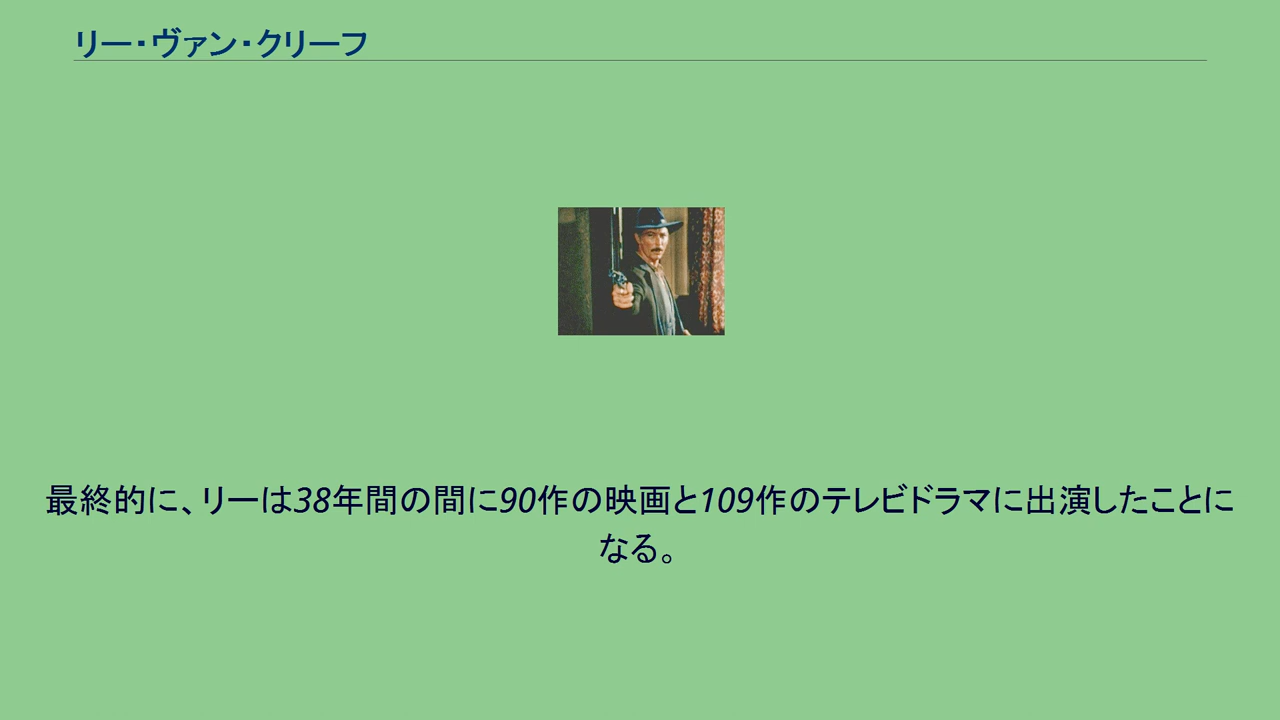 リー・ヴァン・クリーフ
最終的に、リーは38年間の間に90作の映画と109作のテレビドラマに出演したことに
なる。